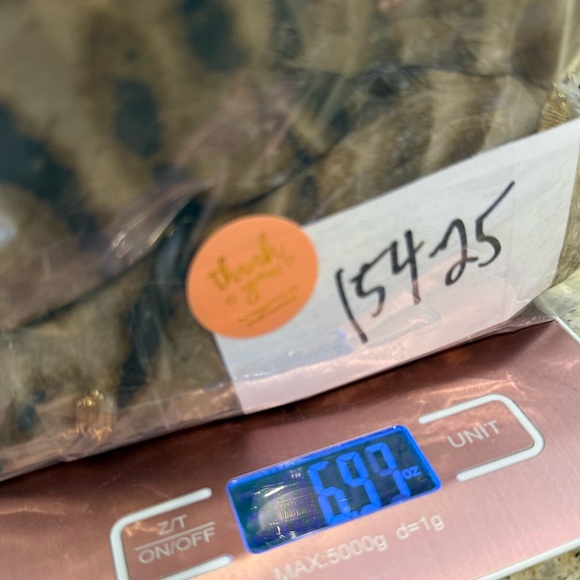 thank
you
15425
6.99 oz
UNIT
Z/T
ON/OFF
MAX:5000g d=1g